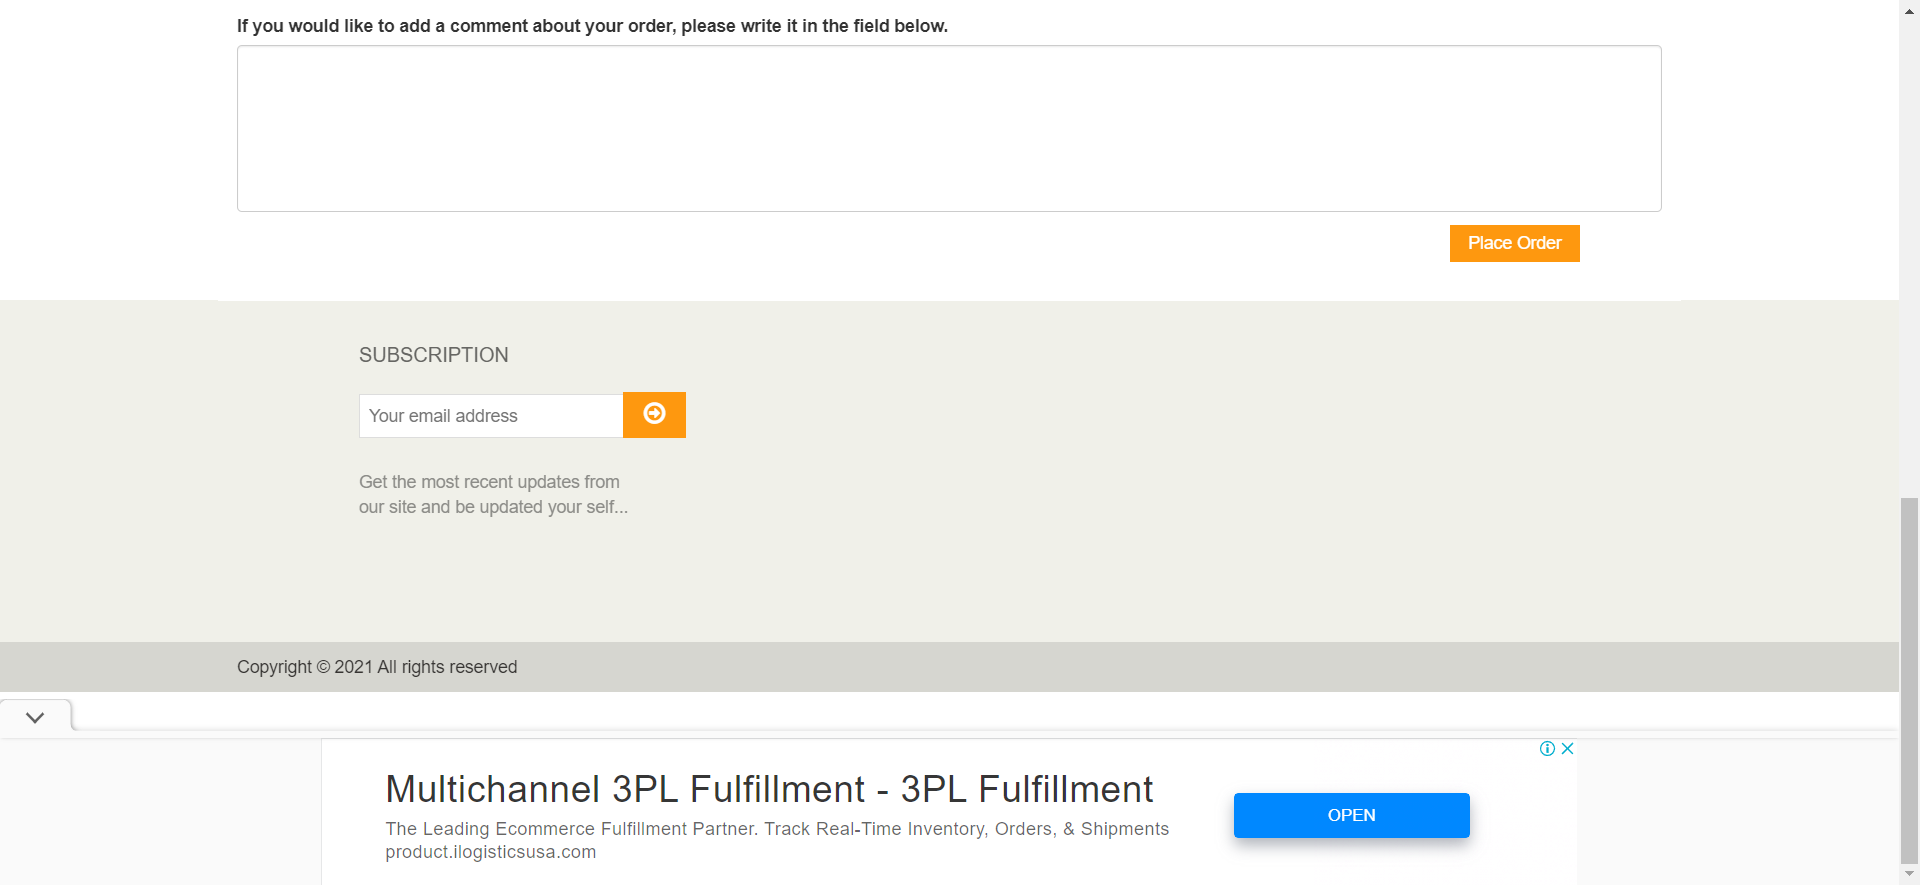 If you would like to add a comment about your order, please write it in the field below.
Place Order
SUBSCRIPTION
Your email address
Get the most recent updates from
our site and be updated your self...
Copyright © 2021 All rights reserved
Multichannel 3PL Fulfillment - 3PL Fulfillment
The Leading Ecommerce Fulfillment Partner. Track Real-Time Inventory, Orders, & Shipments
product.ilogisticsusa.com
OPEN